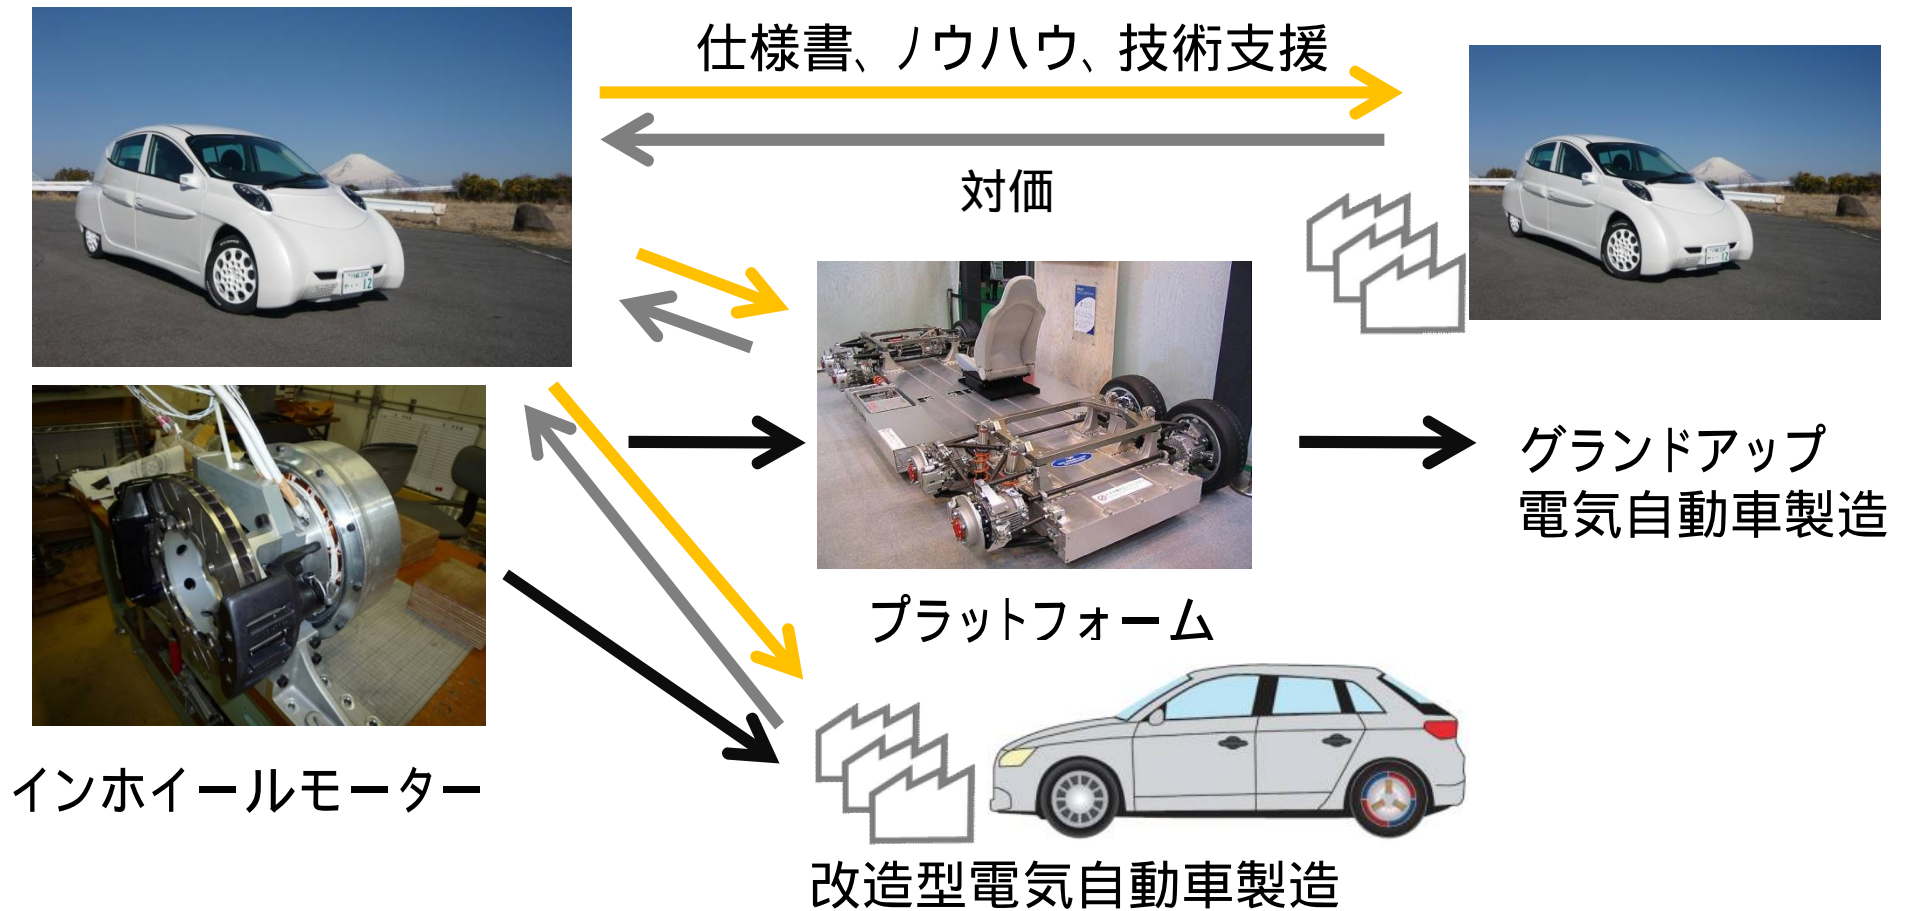 仕様書、ノウハウ、技術支援
対価
グランドアップ
電気自動車製造
プラットフォーム
インホイールモーター
改造型電気自動車製造